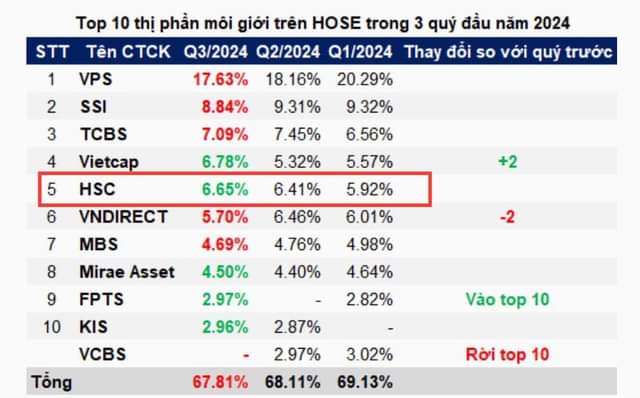 Top 10 thị phần môi giới trên HOSE trong 3 quý đầu năm 2024
STT Tên CTCK Q3/2024 Q2/2024 Q1/2024 Thay đổi so với quý trước
1 VPS 17.63% 18.16% 20.29%
2 SSI 8.84% 9.31% 9.32%
3 TCBS 7.09% 7.45% 6.56%
4 Vietcap 6.78% 5.32% 5.57% +2
5 HSC 6.65% 6.41% 5.92%
6 VNDIRECT 5.70% 6.46% 6.01% -2
7 MBS 4.69% 4.76% 4.98%
8 Mirae Asset 4.50% 4.40% 4.64%
9 FPTS 2.97% - 2.82% Vào top 10
10 KIS 2.96% 2.87% -
VCBS - 2.97% 3.02% Rời top 10
Tổng 67.81% 68.11% 69.13%